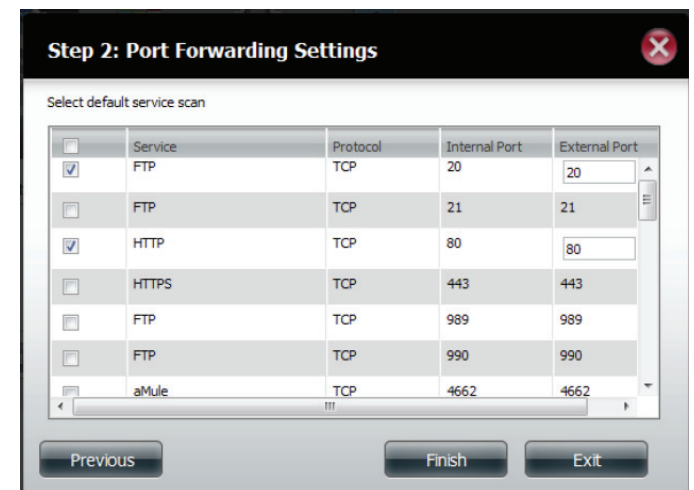 Step 2: Port Forwarding Settings
Select default service scan
Service Protocol Internal Port External Port
FTP TCP 20 20
FTP TCP 21 21
HTTP TCP 80 80
HTTPS TCP 443 443
FTP TCP 989 989
FTP TCP 990 990
aMule TCP 4662 4662
Previous Finish Exit